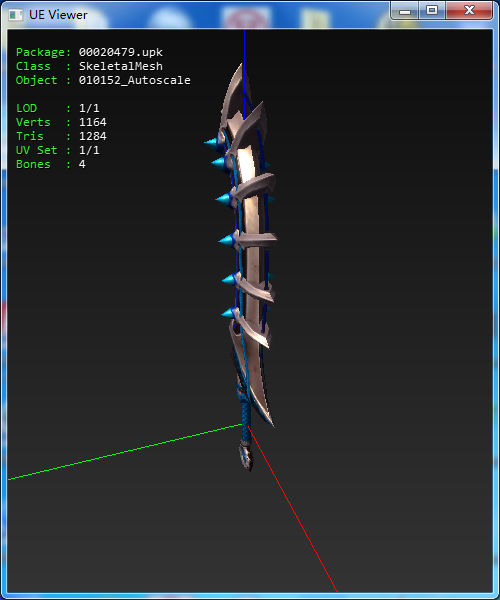 UE Viewer
Package: 00020479.upk
Class : SkeletalMesh
Object : 010152_Autoscale
LOD : 1/1
Verts : 1164
Tris : 1284
UV Set : 1/1
Bones : 4